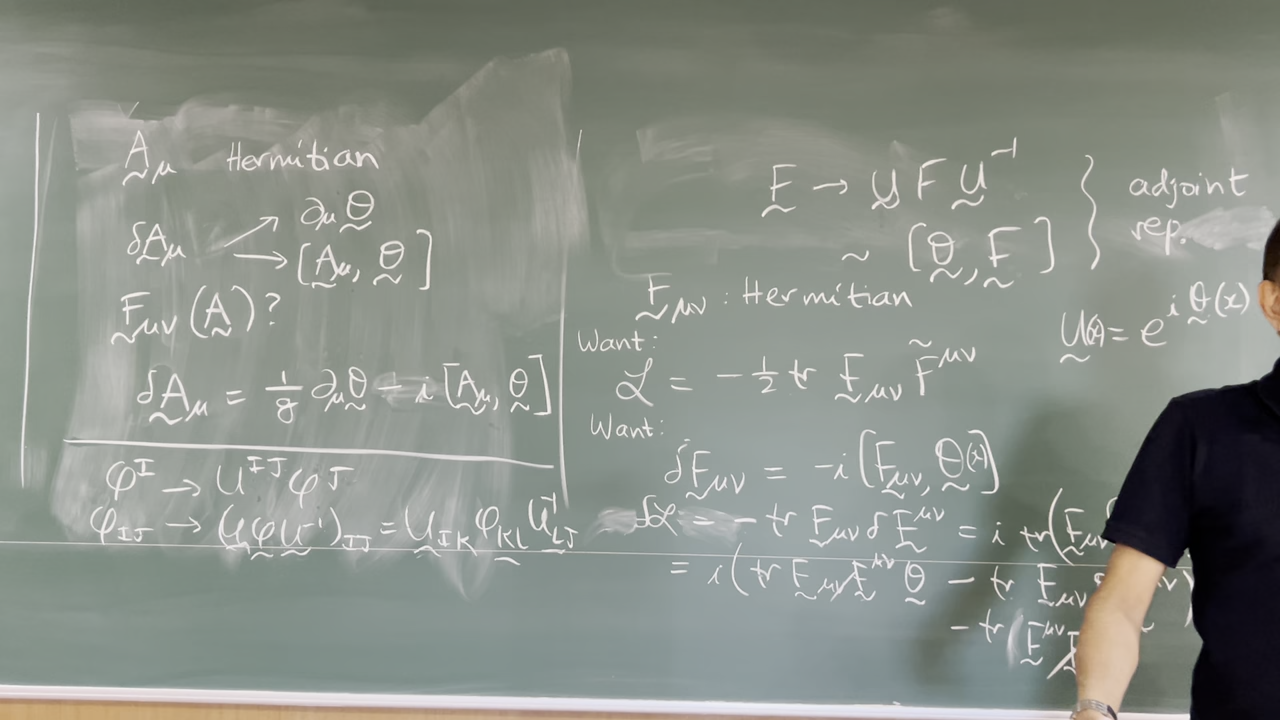 A_μ Hermitian
δA_μ → ∂_μ θ
→ [A_μ, θ]
F_μν (A)?
δA_μ = 1/g ∂_μ θ - i [A_μ, θ]
φ^I → U^IJ φ^J
φ_IJ → (U φ U^-1)_IJ = U_IK φ_KL U^-1_LJ
F → U F U^-1 } adjoint rep.
~ [θ, F]
F_μν : Hermitian
U(x) = e^{iθ(x)}
Want:
L = -1/2 tr F_μν F^μν
Want:
δF_μν = -i [F_μν, θ(x)]
δL = - tr F_μν δF^μν = i tr(F_μν
= i(tr F_μν F^μν θ - tr F_μν
- tr (F^μν